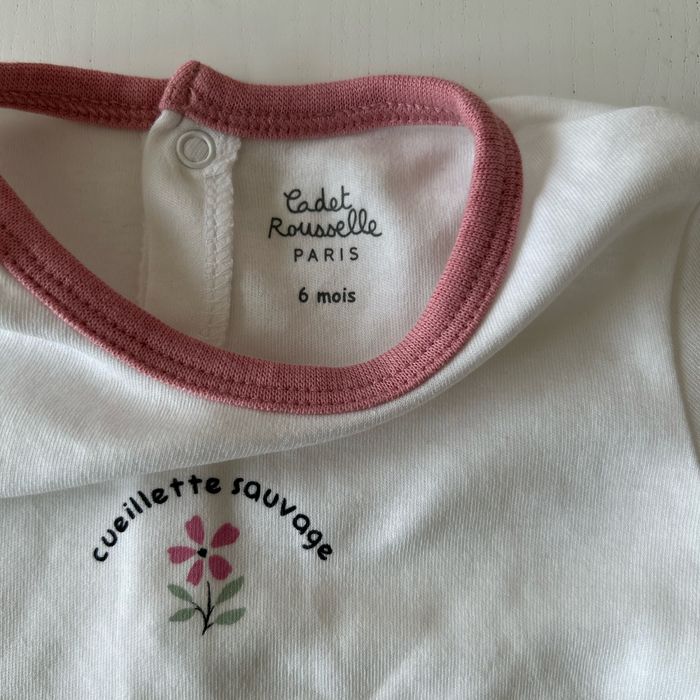 Cadet
Rousselle
PARIS
6 mois
cueillette sauvage